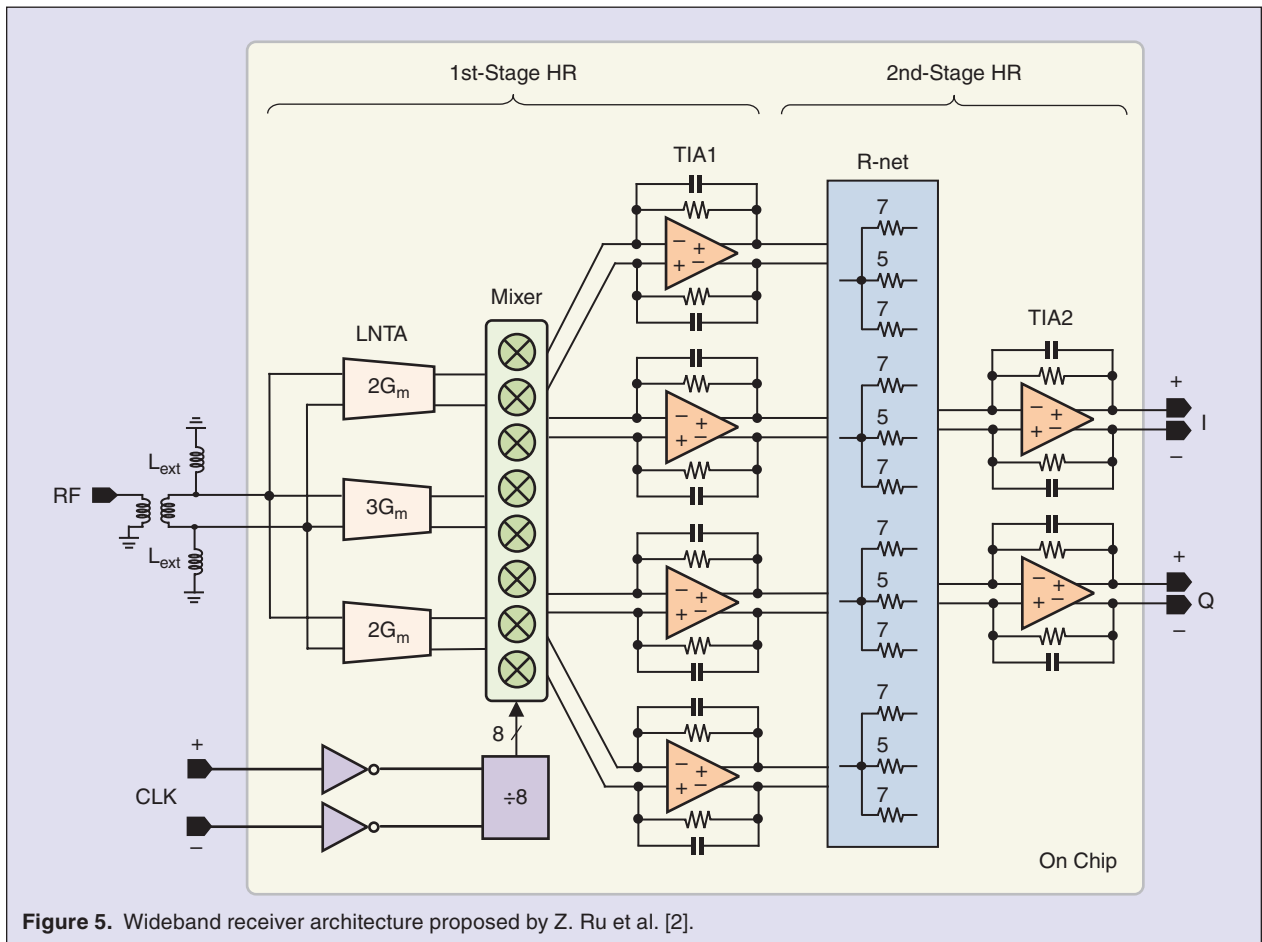 1st-Stage HR
2nd-Stage HR
TIA1
R-net
7
5
7
Mixer
LNTA
2Gm
7
5
7
TIA2
+
I
–
Lext
RF
3Gm
Lext
7
5
7
+
Q
–
2Gm
7
5
7
8
+
CLK
–
÷8
On Chip
Figure 5. Wideband receiver architecture proposed by Z. Ru et al. [2].